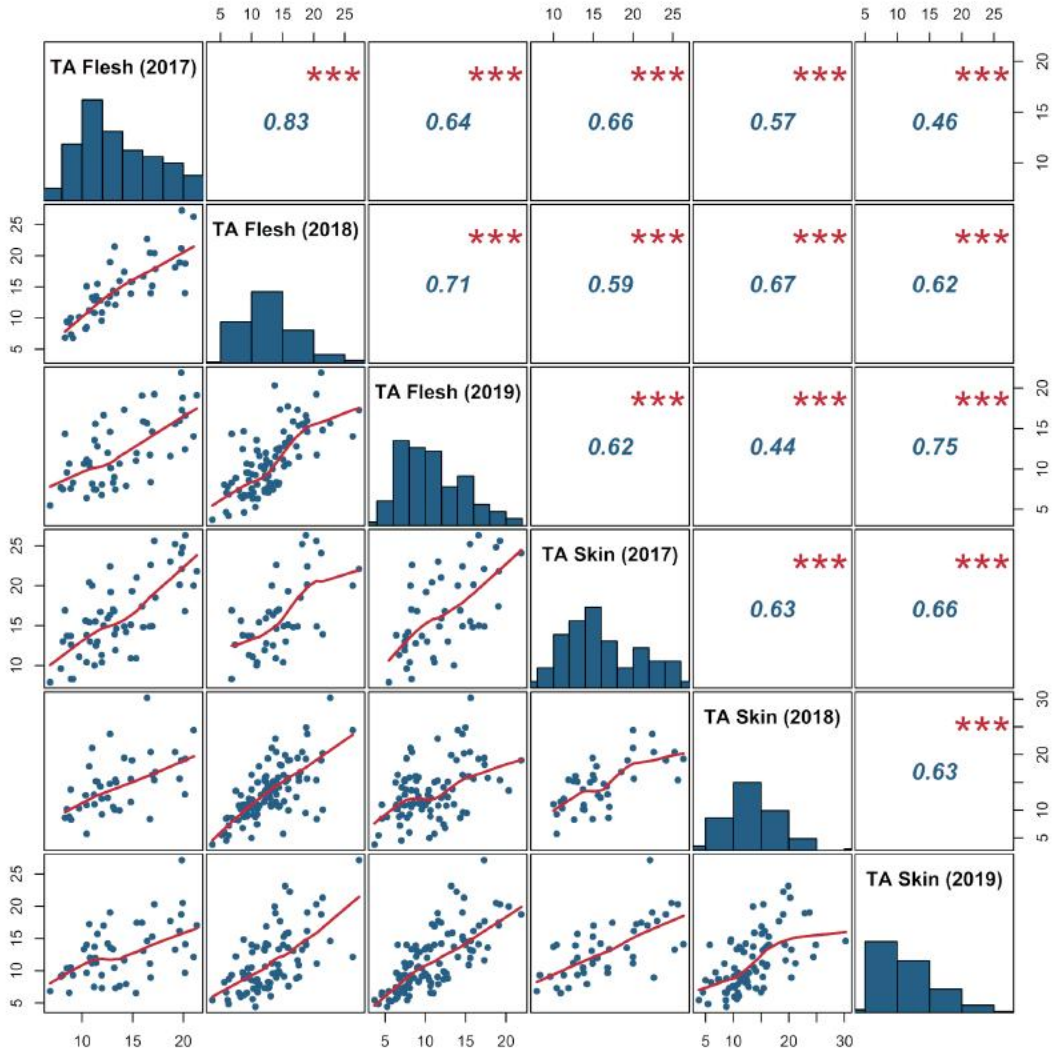 5 10 15 20 25 5 10 15 20 25 5 10 15 20 25
TA Flesh (2017) *** *** *** *** *** 20
0.83 0.64 0.66 0.57 0.46 15
10
25 TA Flesh (2018) *** *** *** ***
20 0.71 0.59 0.67 0.62
15
10
5
TA Flesh (2019) *** *** *** 20
0.62 0.44 0.75 15
10
5
25 TA Skin (2017) *** ***
20 0.63 0.66
15
10
TA Skin (2018) *** 30
0.63 20
10
5
25 TA Skin (2019)
20
15
10
5
10 15 20 5 10 15 20 5 10 20 30